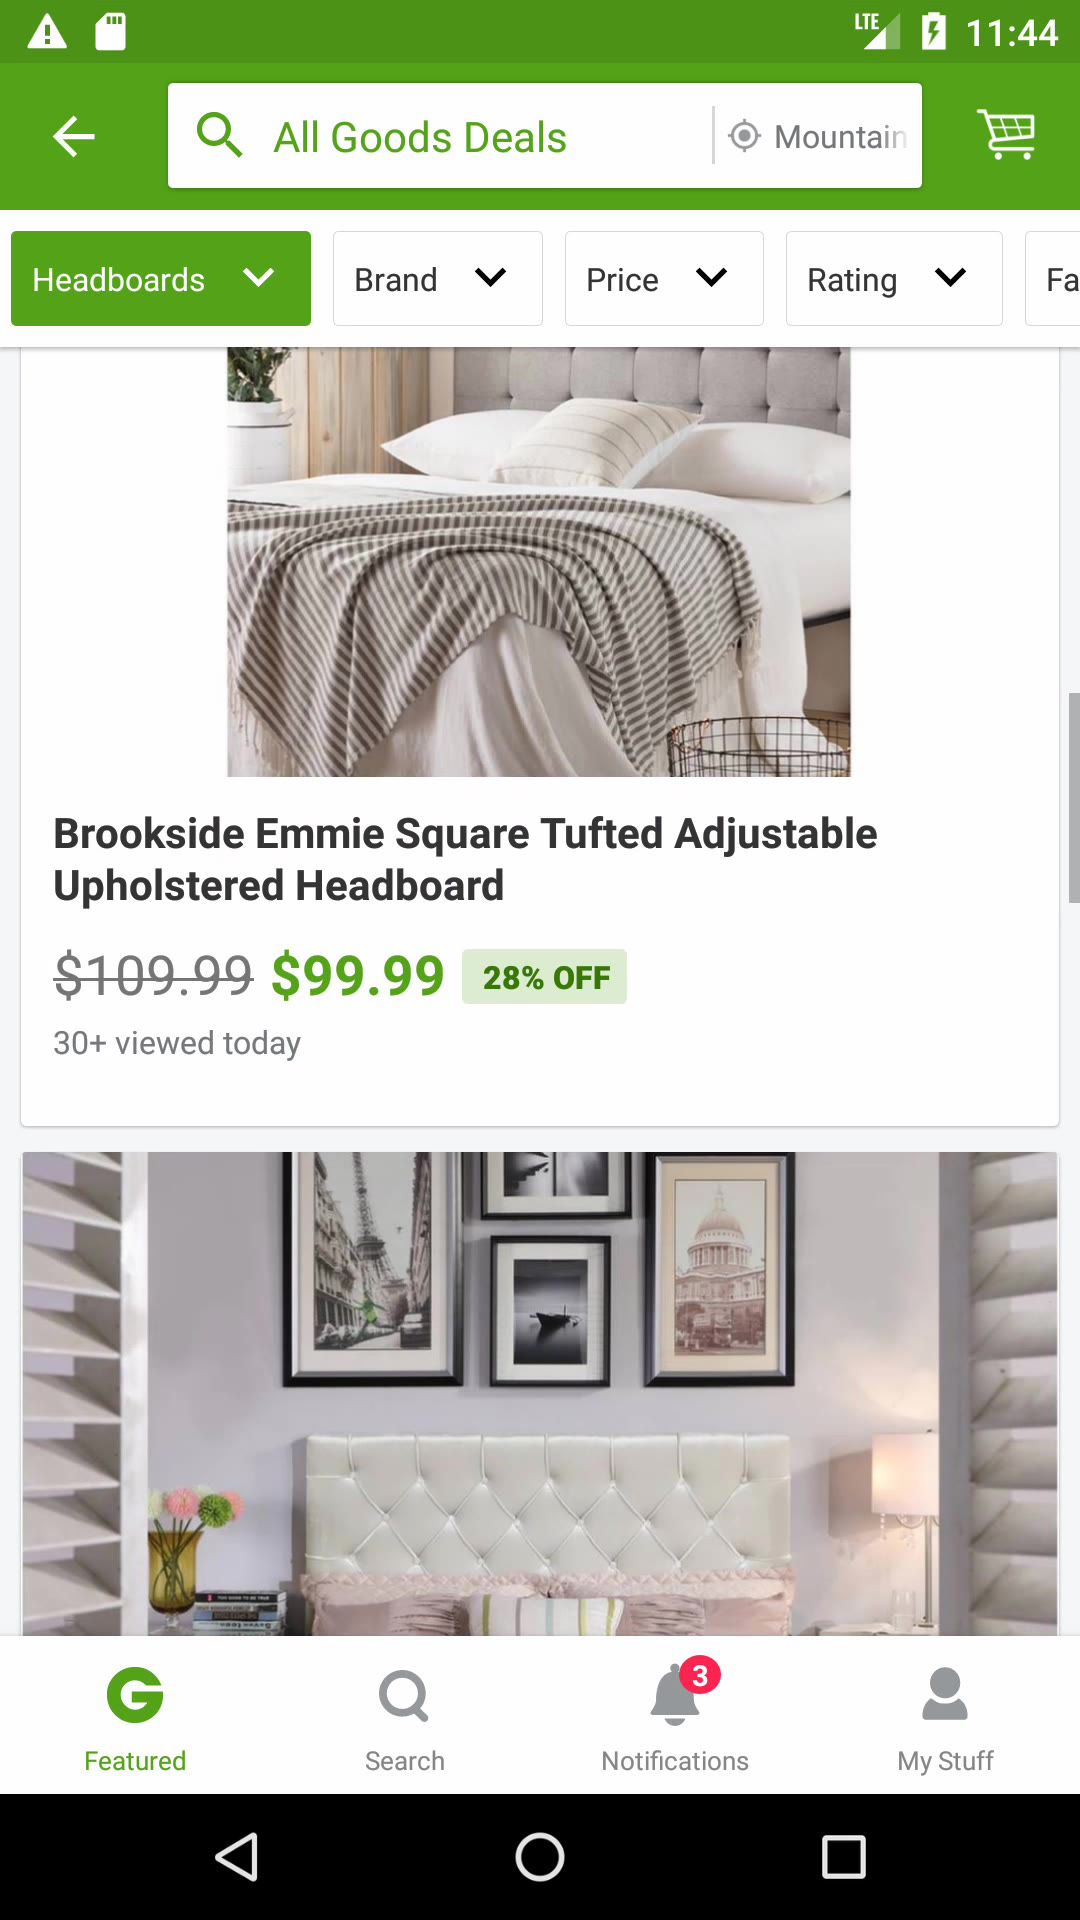 LTE 11:44
All Goods Deals Mountain
Headboards Brand Price Rating Fa
Brookside Emmie Square Tufted Adjustable
Upholstered Headboard
$109.99 $99.99 28% OFF
30+ viewed today
G 3
Featured Search Notifications My Stuff